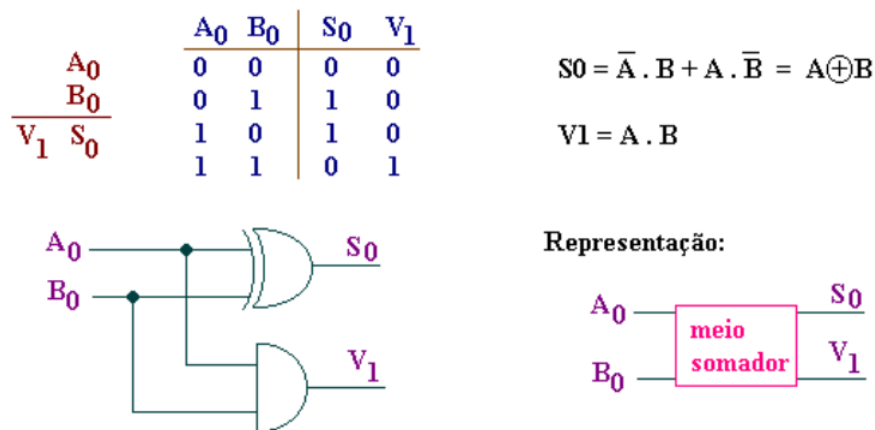 A₀
B₀
V₁ S₀
A₀ B₀ S₀ V₁
0 0 0 0
0 1 1 0
1 0 1 0
1 1 0 1
S0 = A̅ . B + A . B̅ = A⊕B
V1 = A . B
A₀
B₀
S₀
V₁
Representação:
A₀
B₀
meio
somador
S₀
V₁